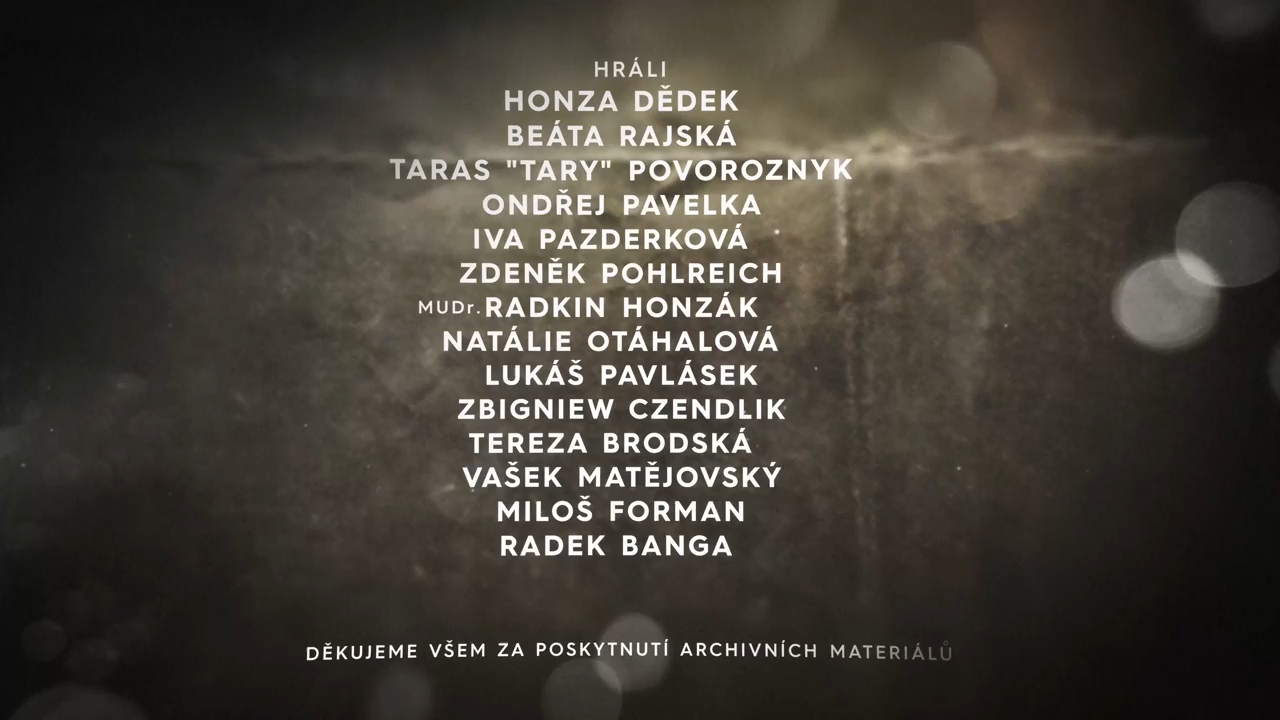 HRÁLI
HONZA DĚDEK
BEÁTA RAJSKÁ
TARAS "TARY" POVOROZNYK
ONDŘEJ PAVELKA
IVA PAZDERKOVÁ
ZDENĚK POHLREICH
MUDr. RADKIN HONZÁK
NATÁLIE OTÁHALOVÁ
LUKÁŠ PAVLÁSEK
ZBIGNIEW CZENDLIK
TEREZA BRODSKÁ
VAŠEK MATĚJOVSKÝ
MILOŠ FORMAN
RADEK BANGA
DĚKUJEME VŠEM ZA POSKYTNUTÍ ARCHIVNÍCH MATERIÁLŮ